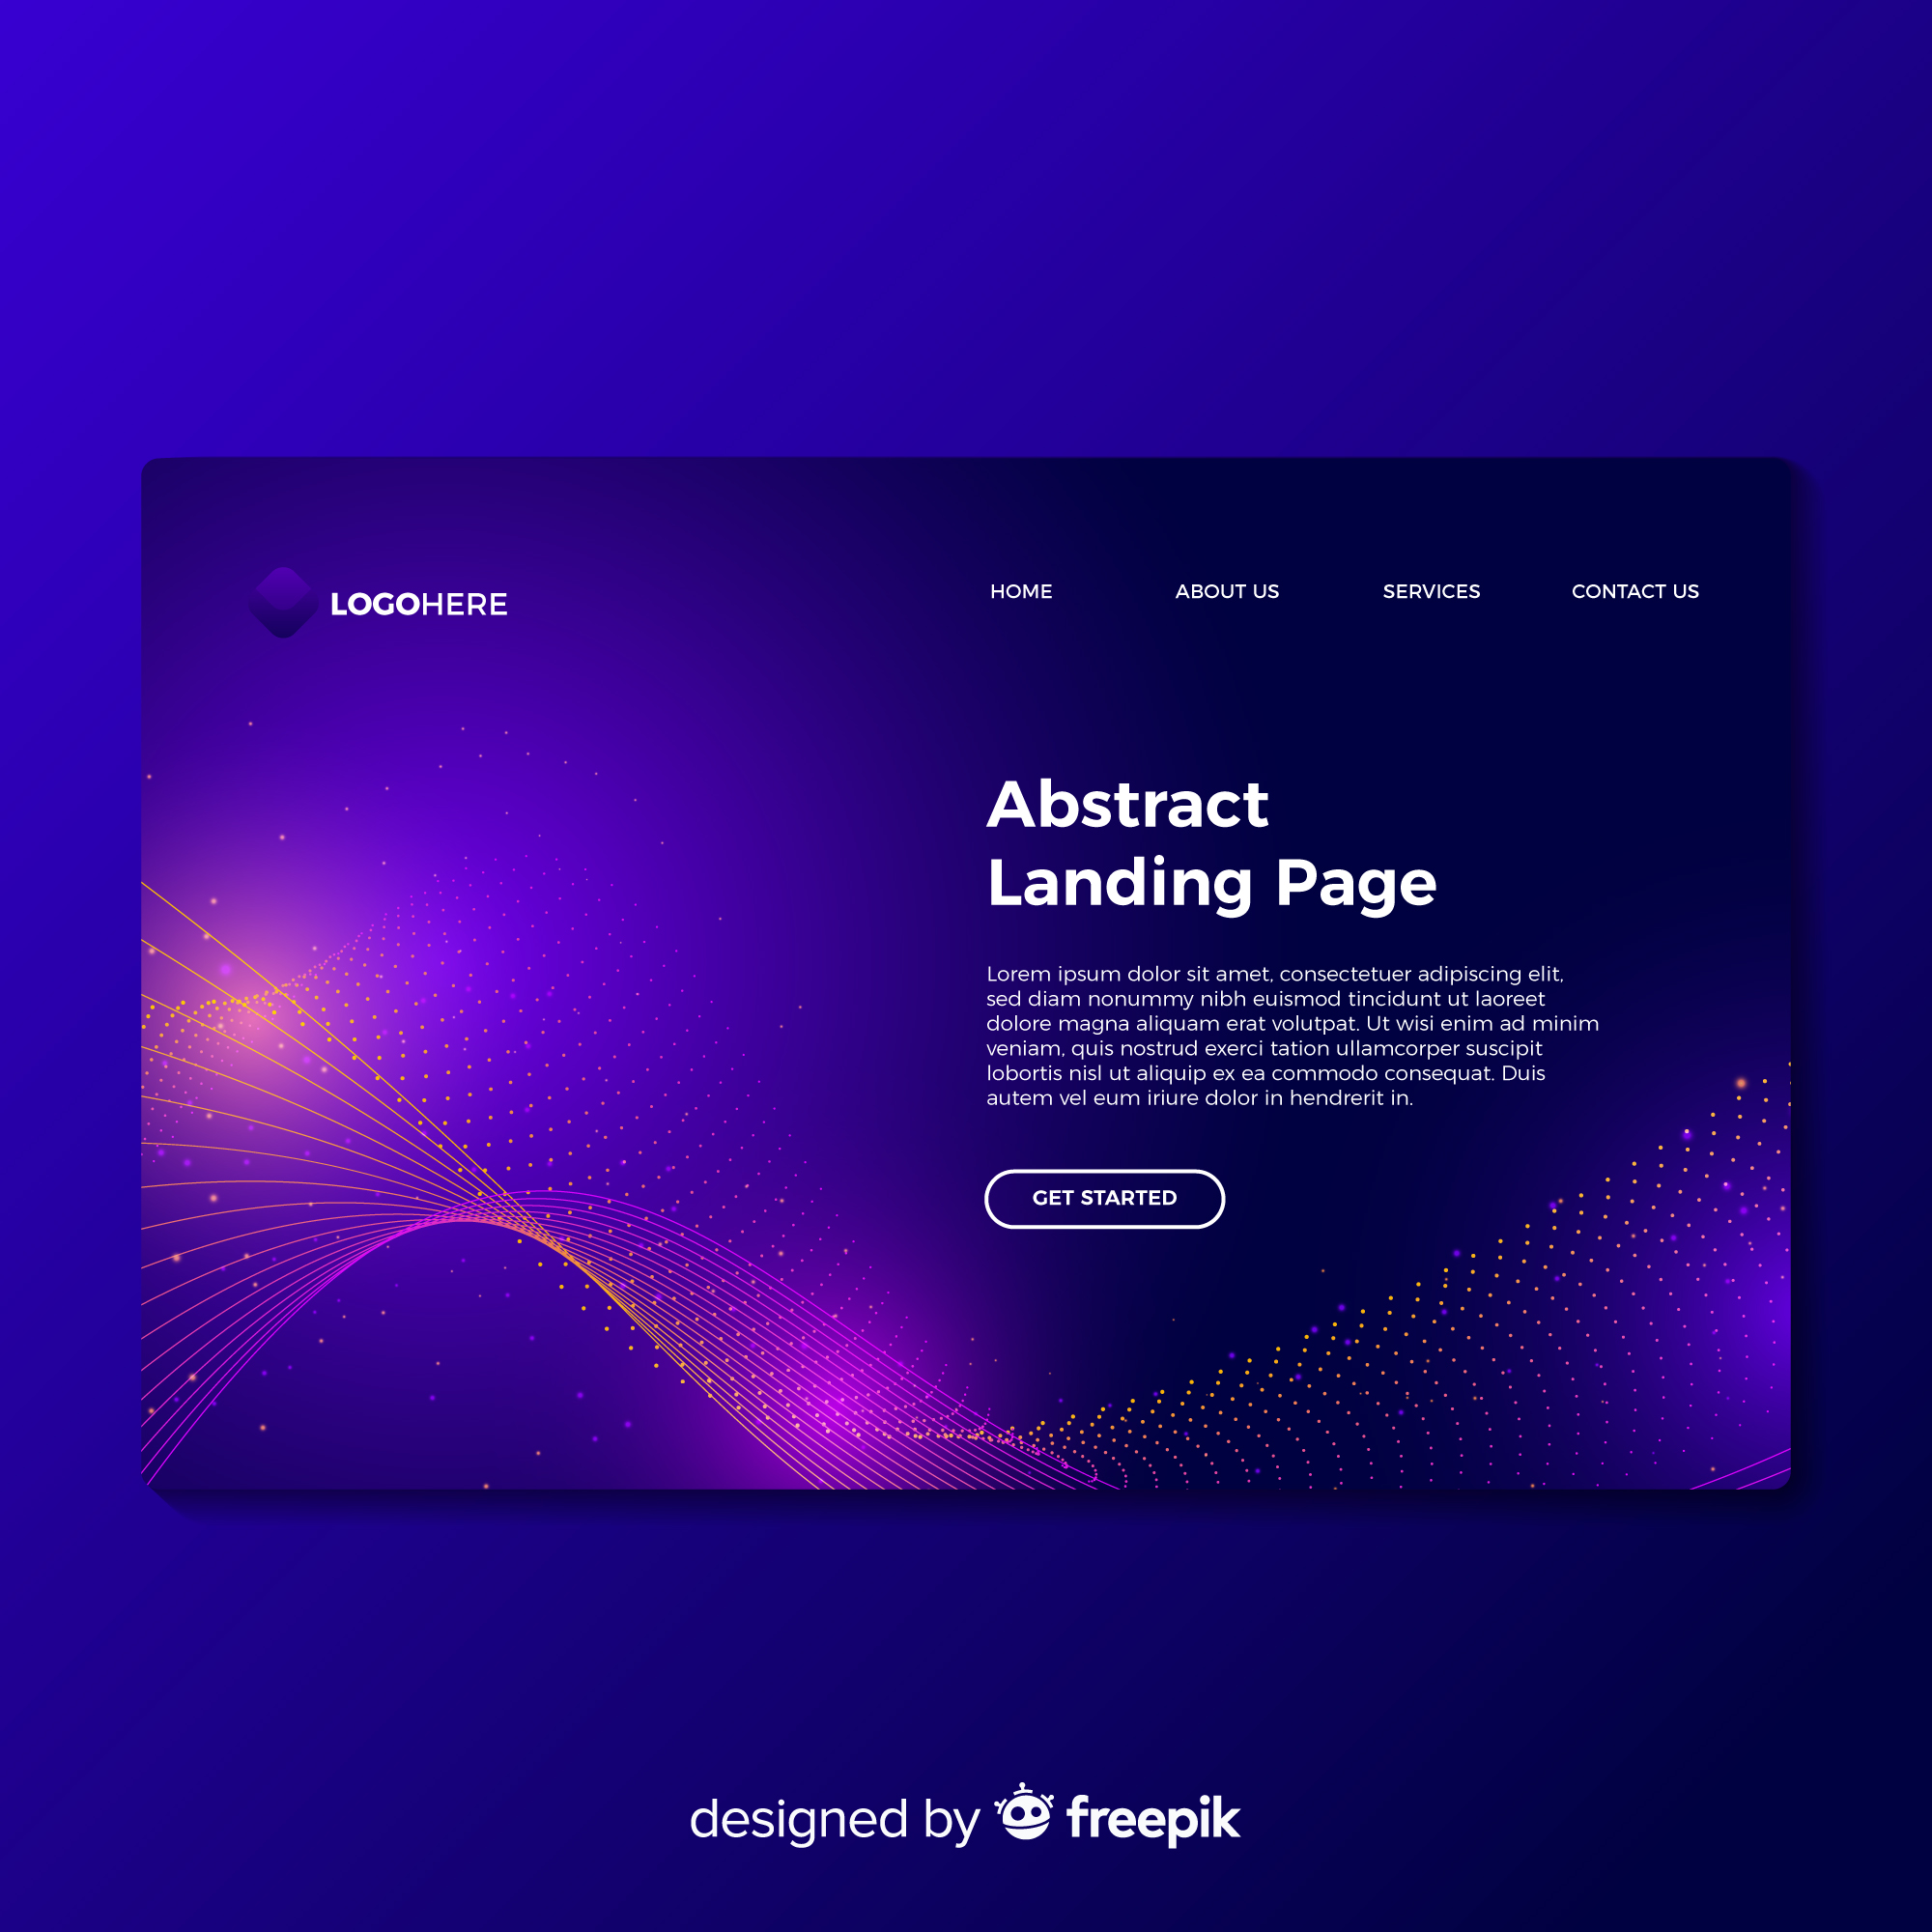 LOGOHERE
HOME ABOUT US SERVICES CONTACT US
Abstract
Landing Page
Lorem ipsum dolor sit amet, consectetuer adipiscing elit,
sed diam nonummy nibh euismod tincidunt ut laoreet
dolore magna aliquam erat volutpat. Ut wisi enim ad minim
veniam, quis nostrud exerci tation ullamcorper suscipit
lobortis nisl ut aliquip ex ea commodo consequat. Duis
autem vel eum iriure dolor in hendrerit in.
GET STARTED
designed by freepik